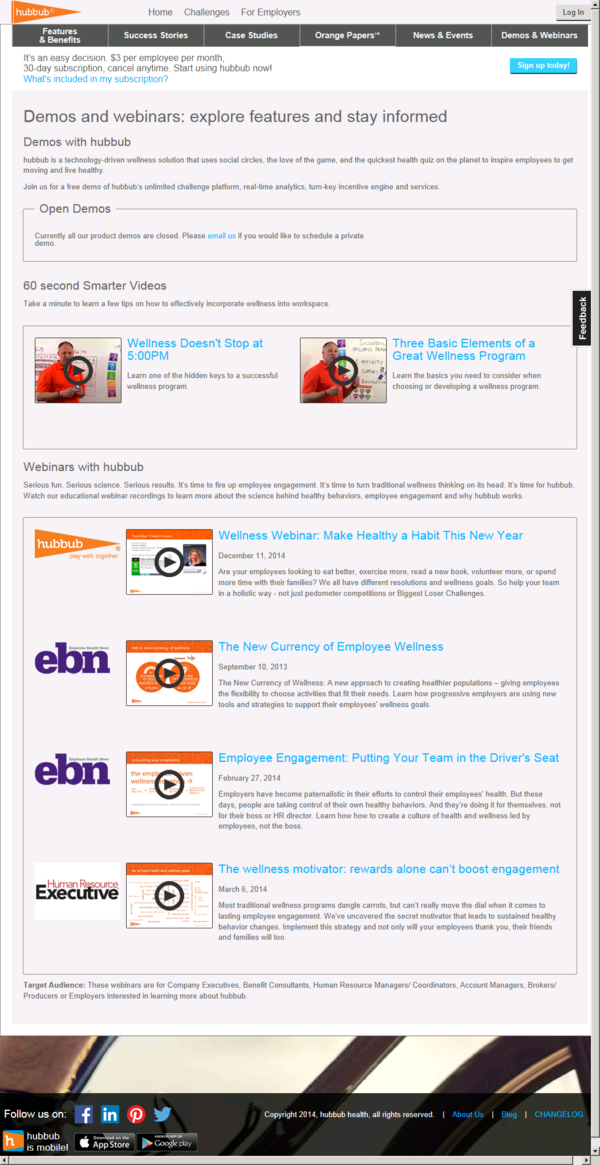 hubbub®
Home Challenges For Employers
Log In
Features & Benefits
Success Stories
Case Studies
Orange Papers™
News & Events
Demos & Webinars
It's an easy decision. $3 per employee per month,
30-day subscription, cancel anytime. Start using hubbub now!
What's included in my subscription?
Sign up today!
Demos and webinars: explore features and stay informed
Demos with hubbub
hubbub is a technology-driven wellness solution that uses social circles, the love of the game, and the quickest health quiz on the planet to inspire employees to get
moving and live healthy.
Join us for a free demo of hubbub's unlimited challenge platform, real-time analytics, turn-key incentive engine and services.
Open Demos
Currently all our product demos are closed. Please email us if you would like to schedule a private
demo.
Feedback
60 second Smarter Videos
Take a minute to learn a few tips on how to effectively incorporate wellness into workspace.
Wellness Doesn't Stop at
5:00PM
Learn one of the hidden keys to a successful
wellness program.
Three Basic Elements of a
Great Wellness Program
Learn the basics you need to consider when
choosing or developing a wellness program.
Webinars with hubbub
Serious fun. Serious science. Serious results. It's time to fire up employee engagement. It's time to turn traditional wellness thinking on its head. It's time for hubbub.
Watch our educational webinar recordings to learn more about the science behind healthy behaviors, employee engagement and why hubbub works.
hubbub®
play well, together.
Wellness Webinar: Make Healthy a Habit This New Year
December 11, 2014
Are your employees looking to eat better, exercise more, read a new book, volunteer more, or spend
more time with their families? We all have different resolutions and wellness goals. So help your team
in a holistic way - not just pedometer competitions or Biggest Loser Challenges.
Employee Benefit News
ebn
The New Currency of Employee Wellness
September 10, 2013
The New Currency of Wellness: A new approach to creating healthier populations – giving employees
the flexibility to choose activities that fit their needs. Learn how progressive employers are using new
tools and strategies to support their employees' wellness goals.
Employee Benefit News
ebn
Employee Engagement: Putting Your Team in the Driver's Seat
February 27, 2014
Employers have become paternalistic in their efforts to control their employees' health. But these
days, people are taking control of their own healthy behaviors. And they're doing it for themselves, not
for their boss or HR director. Learn how how to create a culture of health and wellness led by
employees, not the boss.
Human Resource
Executive
The wellness motivator: rewards alone can't boost engagement
March 6, 2014
Most traditional wellness programs dangle carrots, but can't really move the dial when it comes to
lasting employee engagement. We've uncovered the secret motivator that leads to sustained healthy
behavior changes. Implement this strategy and not only will your employees thank you, their friends
and families will too.
Target Audience: These webinars are for Company Executives, Benefit Consultants, Human Resource Managers/ Coordinators, Account Managers, Brokers/
Producers or Employers interested in learning more about hubbub.
Follow us on:
Copyright 2014, hubbub health, all rights reserved. | About Us | Blog | CHANGELOG
hubbub
is mobile!
Download on the
App Store
ANDROID APP ON
Google play